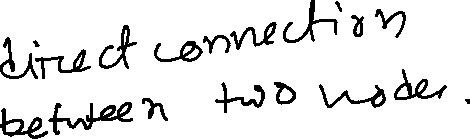 direct connection
between two nodes.